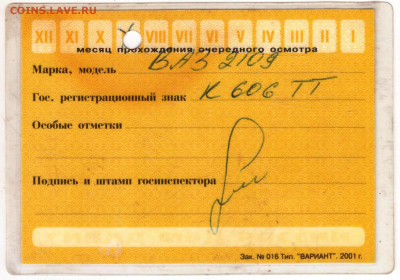 COINS.LAVE.RU
XII XI X VIII VII VI V IV III II I
месяц прохождения очередного осмотра
Марка, модель ВАЗ 2109
Гос. регистрационный знак К 606 ТТ
Особые отметки
Подпись и штамп госинспектора
Зак. № 016 Тип. "ВАРИАНТ". 2001 г.